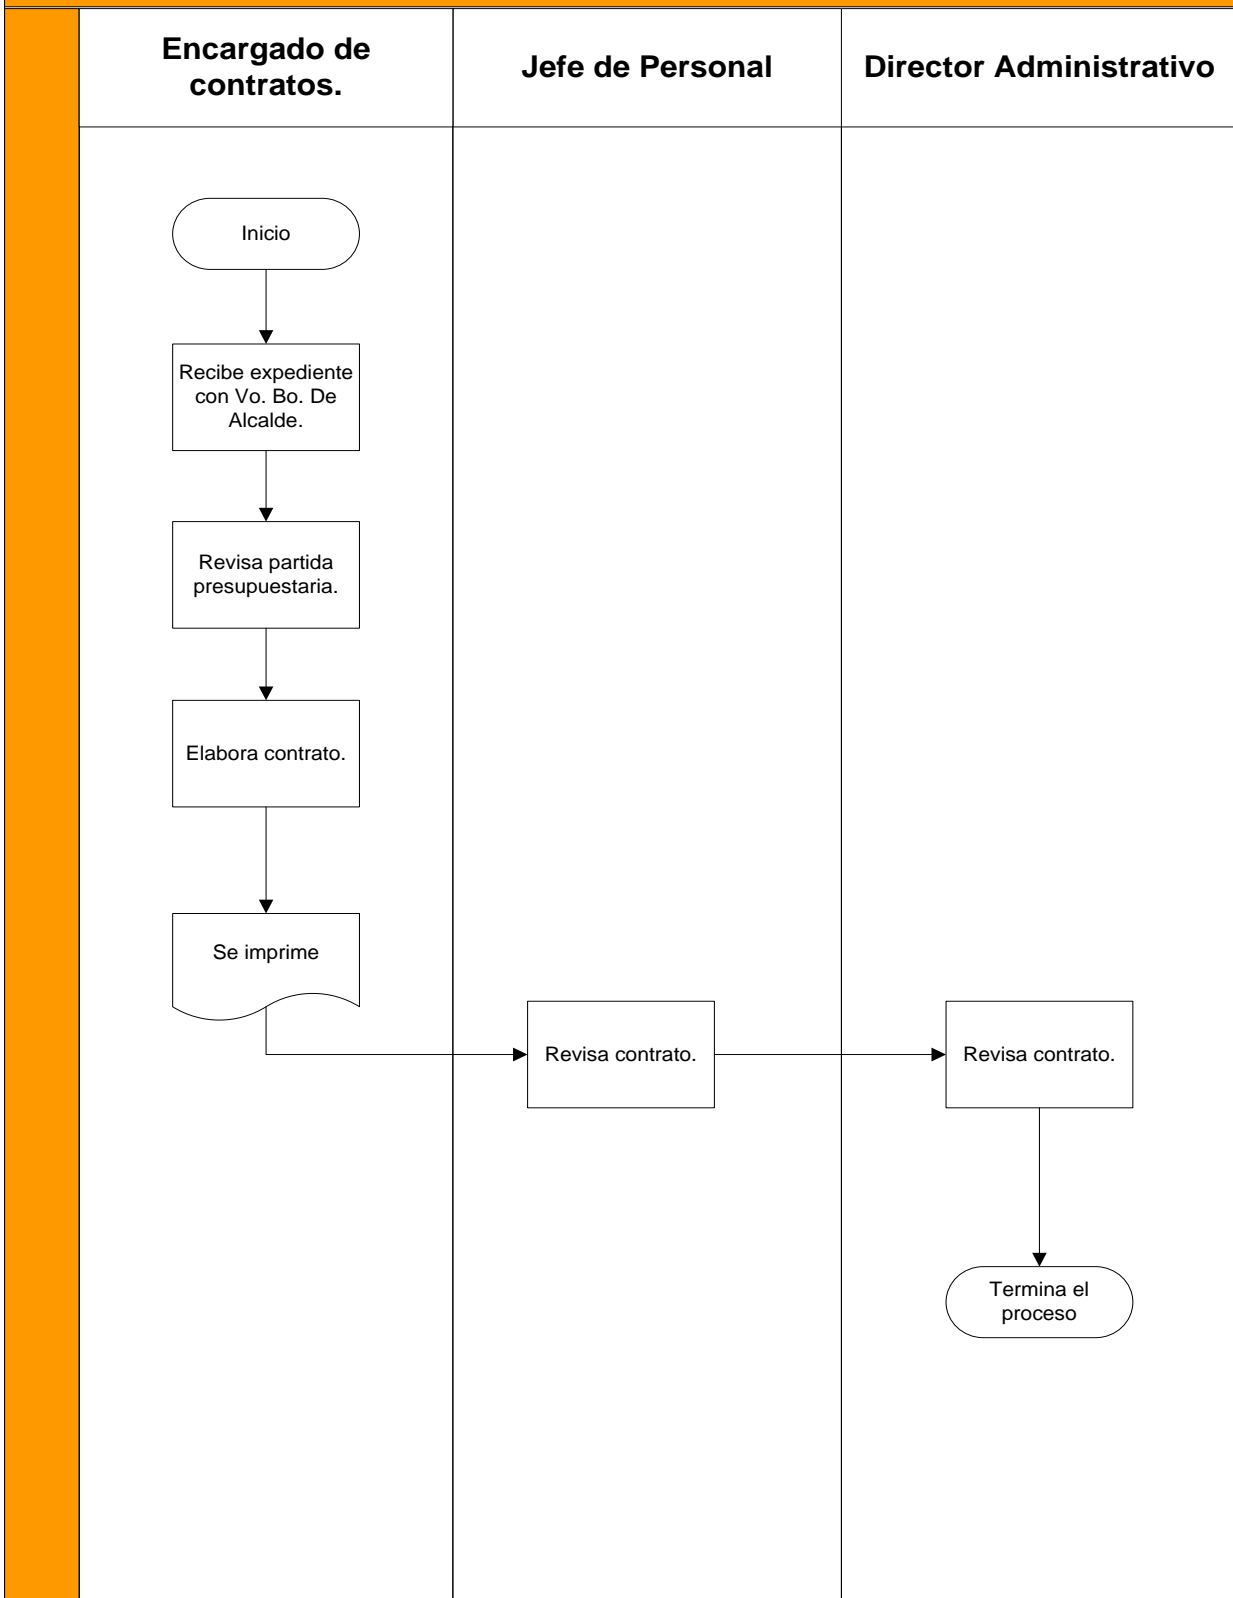 Encargado de
contratos.
Jefe de Personal
Director Administrativo
Inicio
Recibe expediente
con Vo. Bo. De
Alcalde.
Revisa partida
presupuestaria.
Elabora contrato.
Se imprime
Revisa contrato.
Revisa contrato.
Termina el
proceso